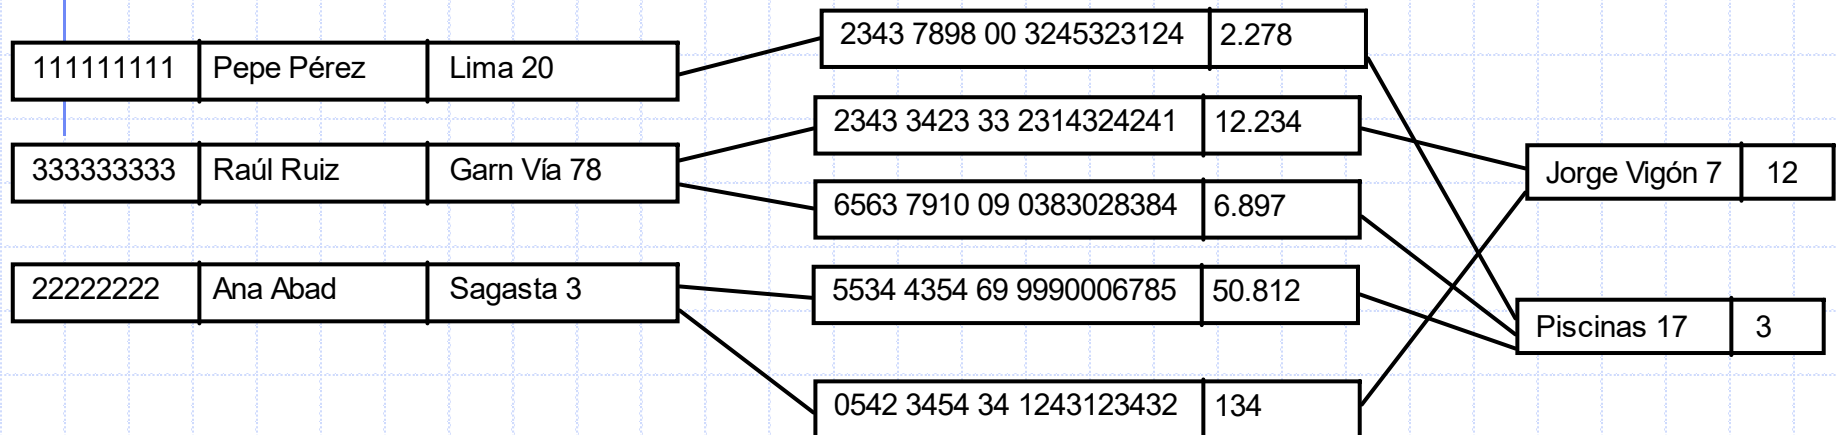 2343 7898 00 3245323124 2.278
111111111 Pepe Pérez Lima 20
2343 3423 33 2314324241 12.234
333333333 Raúl Ruiz Garn Vía 78
Jorge Vigón 7 12
6563 7910 09 0383028384 6.897
22222222 Ana Abad Sagasta 3
5534 4354 69 9990006785 50.812
Piscinas 17 3
0542 3454 34 1243123432 134